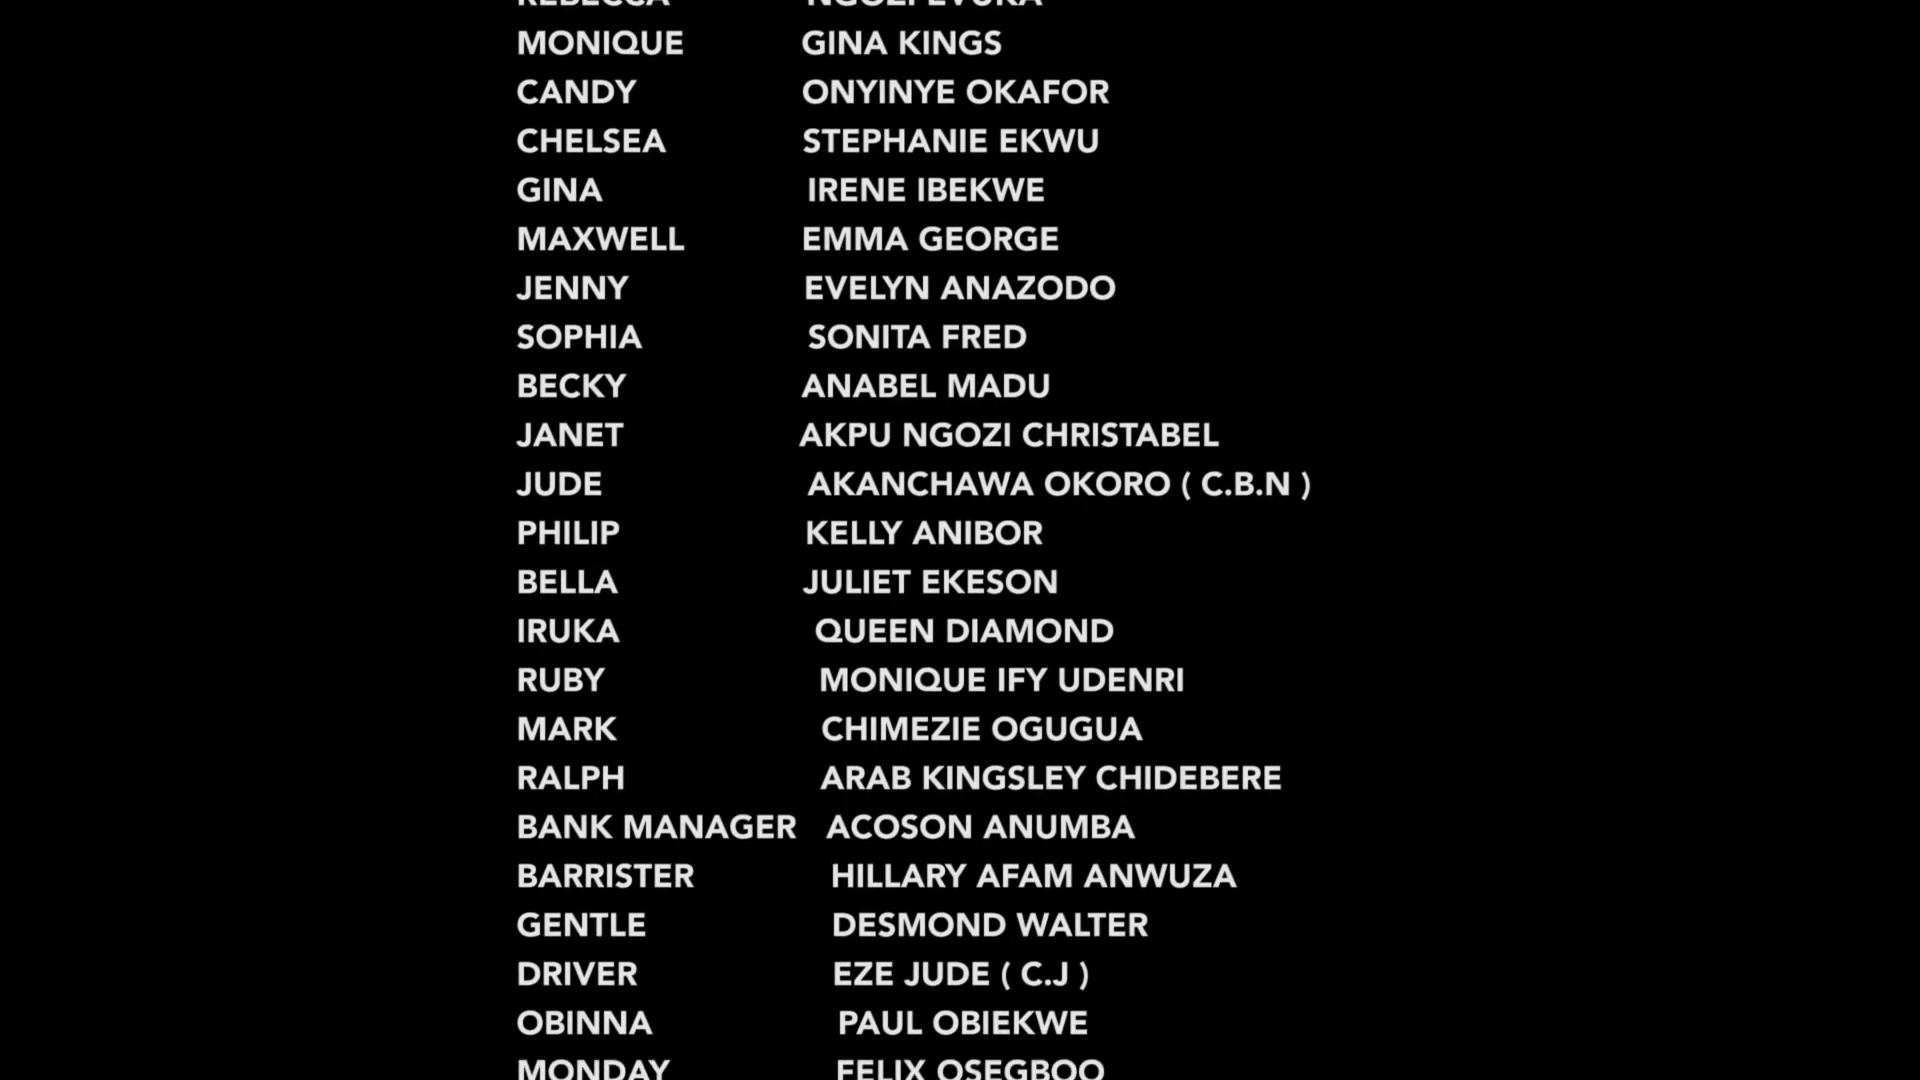 REBECCA NGOZI EVUKA
MONIQUE GINA KINGS
CANDY ONYINYE OKAFOR
CHELSEA STEPHANIE EKWU
GINA IRENE IBEKWE
MAXWELL EMMA GEORGE
JENNY EVELYN ANAZODO
SOPHIA SONITA FRED
BECKY ANABEL MADU
JANET AKPU NGOZI CHRISTABEL
JUDE AKANCHAWA OKORO ( C.B.N )
PHILIP KELLY ANIBOR
BELLA JULIET EKESON
IRUKA QUEEN DIAMOND
RUBY MONIQUE IFY UDENRI
MARK CHIMEZIE OGUGUA
RALPH ARAB KINGSLEY CHIDEBERE
BANK MANAGER ACOSON ANUMBA
BARRISTER HILLARY AFAM ANWUZA
GENTLE DESMOND WALTER
DRIVER EZE JUDE ( C.J )
OBINNA PAUL OBIEKWE
MONDAY FELIX OSEGBOO